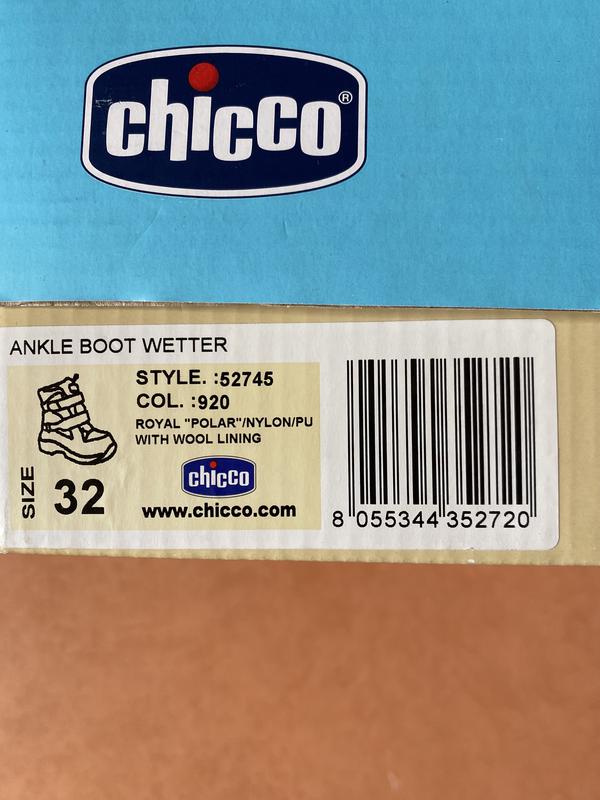 chicco®
ANKLE BOOT WETTER
STYLE. :52745
COL. :920
ROYAL "POLAR"/NYLON/PU
WITH WOOL LINING
chicco
SIZE 32
www.chicco.com
8 055344 352720